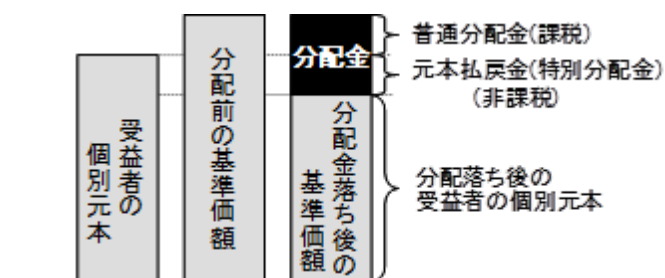 受益者の
個別元本
分配前の基準価額
分配金
分配金落ち後の
基準価額
普通分配金(課税)
元本払戻金(特別分配金)
(非課税)
分配落ち後の
受益者の個別元本